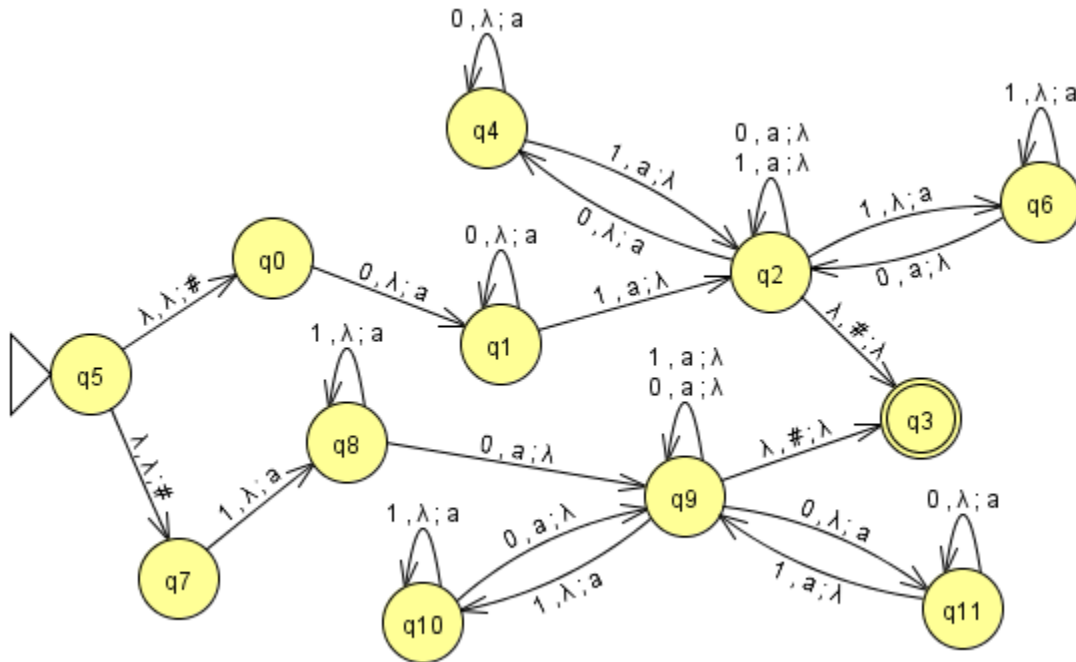 0 , λ ; a
q4
1 , λ ; a
q6
0 , a ; λ
1 , a ; λ
q2
1 , a ; λ
0 , λ ; a
1 , λ ; a
0 , a ; λ
q0
0 , λ ; a
q1
λ , λ ; #
0 , λ ; a
1 , a ; λ
λ , # ; λ
q5
1 , λ ; a
q8
1 , a ; λ
0 , a ; λ
q3
λ , λ ; #
1 , λ ; a
0 , a ; λ
q9
λ , # ; λ
q7
1 , λ ; a
q10
0 , a ; λ
1 , λ ; a
0 , λ ; a
1 , a ; λ
0 , λ ; a
q11